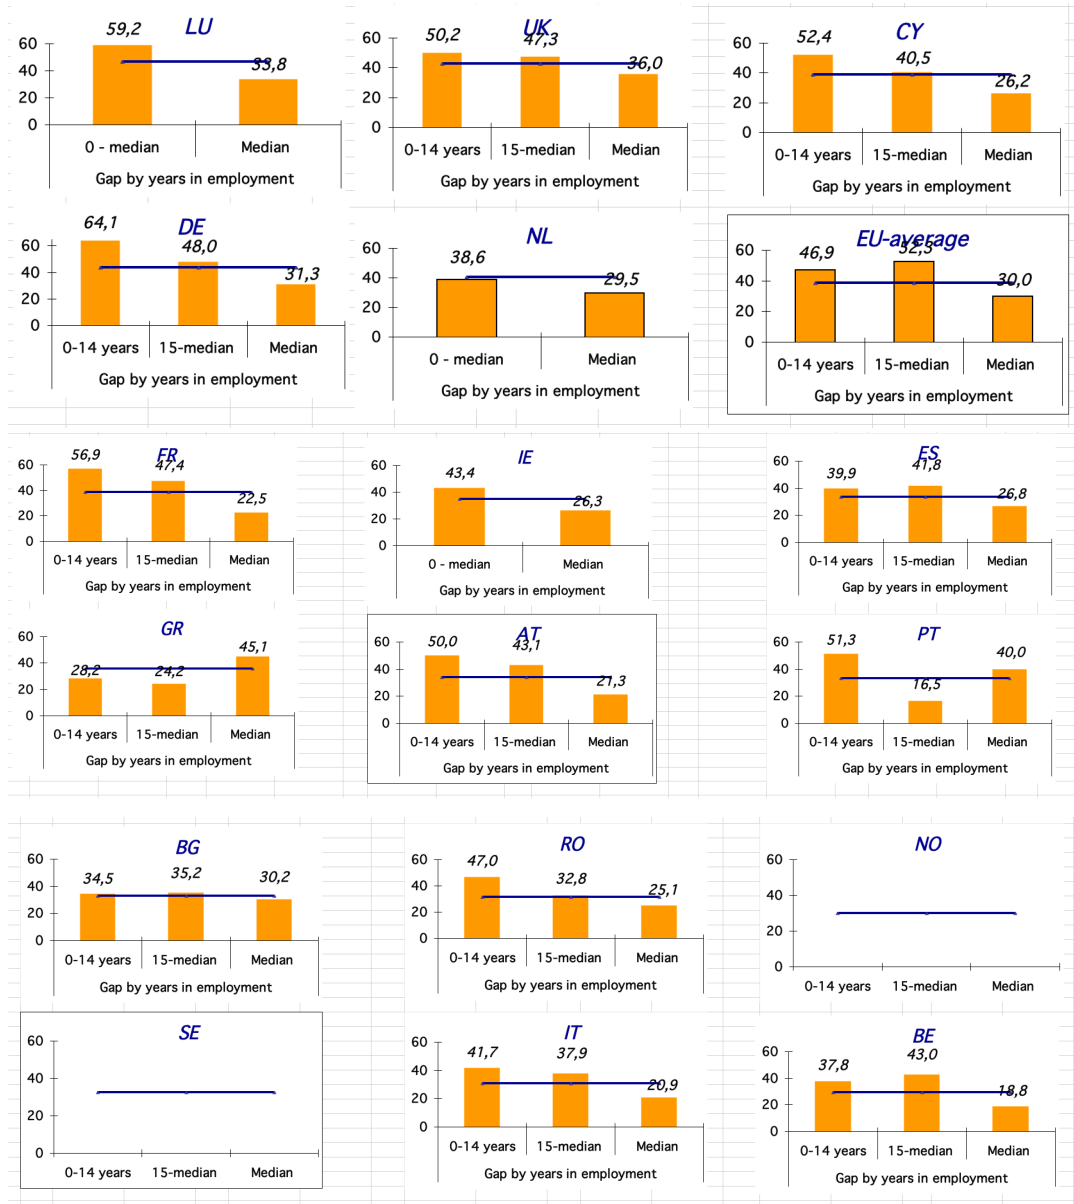 LU
59,2
33,8
60
40
20
0
0 - median
Median
Gap by years in employment
UK
50,2
47,3
36,0
60
40
20
0
0-14 years
15-median
Median
Gap by years in employment
CY
52,4
40,5
26,2
60
40
20
0
0-14 years
15-median
Median
Gap by years in employment
DE
64,1
48,0
31,3
60
40
20
0
0-14 years
15-median
Median
Gap by years in employment
NL
38,6
29,5
60
40
20
0
0 - median
Median
Gap by years in employment
EU-average
46,9
52,3
30,0
60
40
20
0
0-14 years
15-median
Median
Gap by years in employment
FR
56,9
47,4
22,5
60
40
20
0
0-14 years
15-median
Median
Gap by years in employment
IE
43,4
26,3
60
40
20
0
0 - median
Median
Gap by years in employment
ES
39,9
41,8
26,8
60
40
20
0
0-14 years
15-median
Median
Gap by years in employment
GR
28,2
24,2
45,1
60
40
20
0
0-14 years
15-median
Median
Gap by years in employment
AT
50,0
43,1
21,3
60
40
20
0
0-14 years
15-median
Median
Gap by years in employment
PT
51,3
16,5
40,0
60
40
20
0
0-14 years
15-median
Median
Gap by years in employment
BG
34,5
35,2
30,2
60
40
20
0
0-14 years
15-median
Median
Gap by years in employment
RO
47,0
32,8
25,1
60
40
20
0
0-14 years
15-median
Median
Gap by years in employment
NO
60
40
20
0
0-14 years
15-median
Median
SE
60
40
20
0
0-14 years
15-median
Median
IT
41,7
37,9
20,9
60
40
20
0
0-14 years
15-median
Median
Gap by years in employment
BE
37,8
43,0
18,8
60
40
20
0
0-14 years
15-median
Median
Gap by years in employment